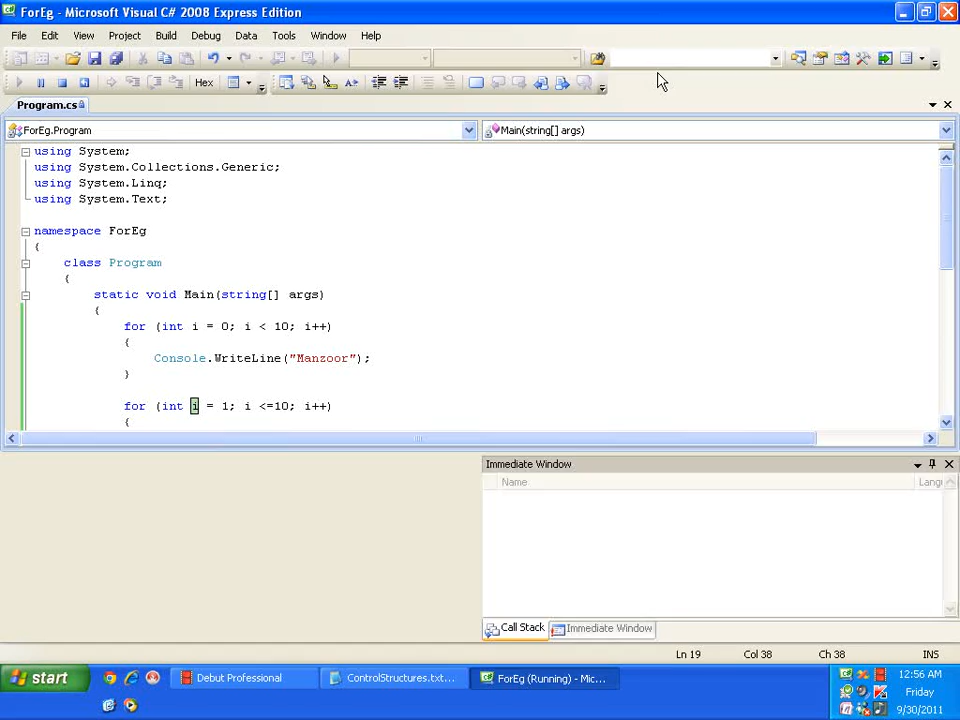 ForEg - Microsoft Visual C# 2008 Express Edition
File Edit View Project Build Debug Data Tools Window Help
Hex
Program.cs
ForEg.Program
Main(string[] args)
using System;
using System.Collections.Generic;
using System.Linq;
using System.Text;
namespace ForEg
{
class Program
{
static void Main(string[] args)
{
for (int i = 0; i < 10; i++)
{
Console.WriteLine("Manzoor");
}
for (int i = 1; i <=10; i++)
{
Immediate Window
Name
Langu
Call Stack
Immediate Window
Ln 19 Col 38 Ch 38 INS
start
Debut Professional
ControlStructures.txt...
ForEg (Running) - Mic...
12:56 AM
Friday
9/30/2011